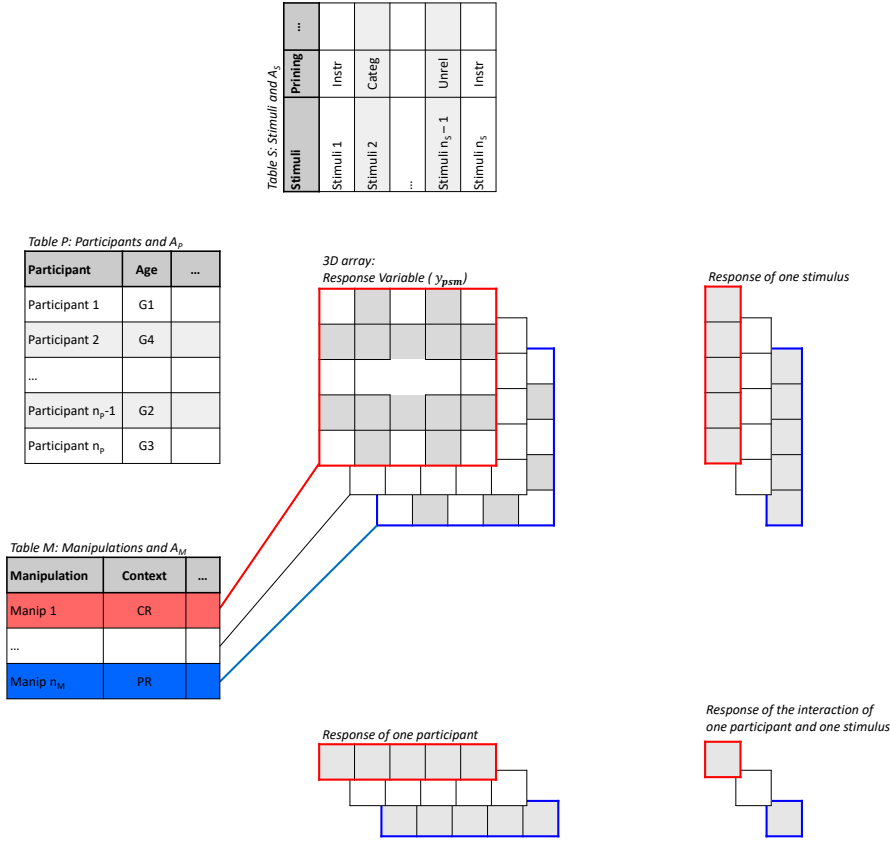 Table S: Stimuli and A_S
Stimuli Prining ...
Stimuli 1 Instr
Stimuli 2 Categ
...
Stimuli n_S – 1 Unrel
Stimuli n_S Instr
Table P: Participants and A_P
Participant Age ...
Participant 1 G1
Participant 2 G4
...
Participant n_P-1 G2
Participant n_P G3
3D array:
Response Variable ( y_psm)
Response of one stimulus
Table M: Manipulations and A_M
Manipulation Context ...
Manip 1 CR
...
Manip n_M PR
Response of one participant
Response of the interaction of
one participant and one stimulus